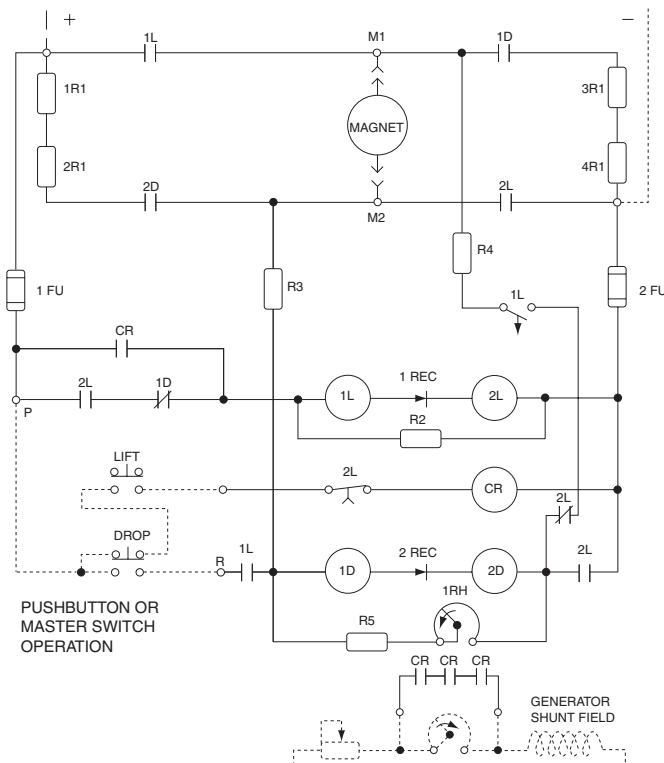 +
−
1L
M1
1D
1R1
3R1
MAGNET
2R1
4R1
2D
2L
M2
R4
R3
1 FU
2 FU
1L
CR
2L
1D
1L
1 REC
2L
P
R2
LIFT
2L
CR
2L
DROP
R
1L
1D
2 REC
2D
2L
1RH
PUSHBUTTON OR
MASTER SWITCH
OPERATION
R5
CR CR CR
GENERATOR
SHUNT FIELD